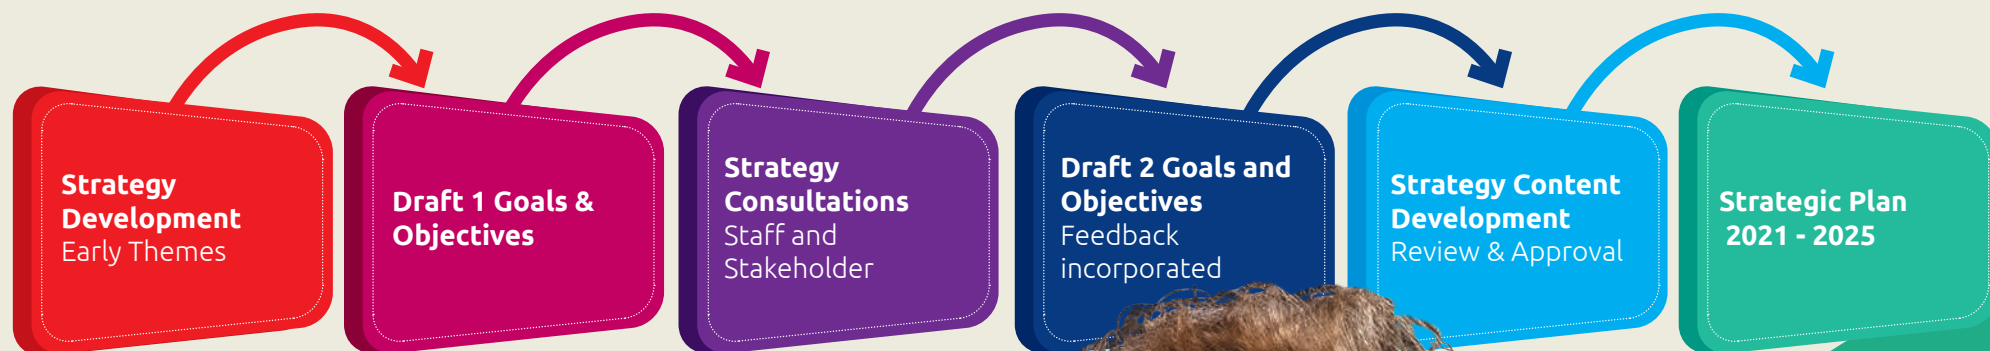 Strategy
Development
Early Themes
Draft 1 Goals &
Objectives
Strategy
Consultations
Staff and
Stakeholder
Draft 2 Goals and
Objectives
Feedback
incorporated
Strategy Content
Development
Review & Approval
Strategic Plan
2021 - 2025